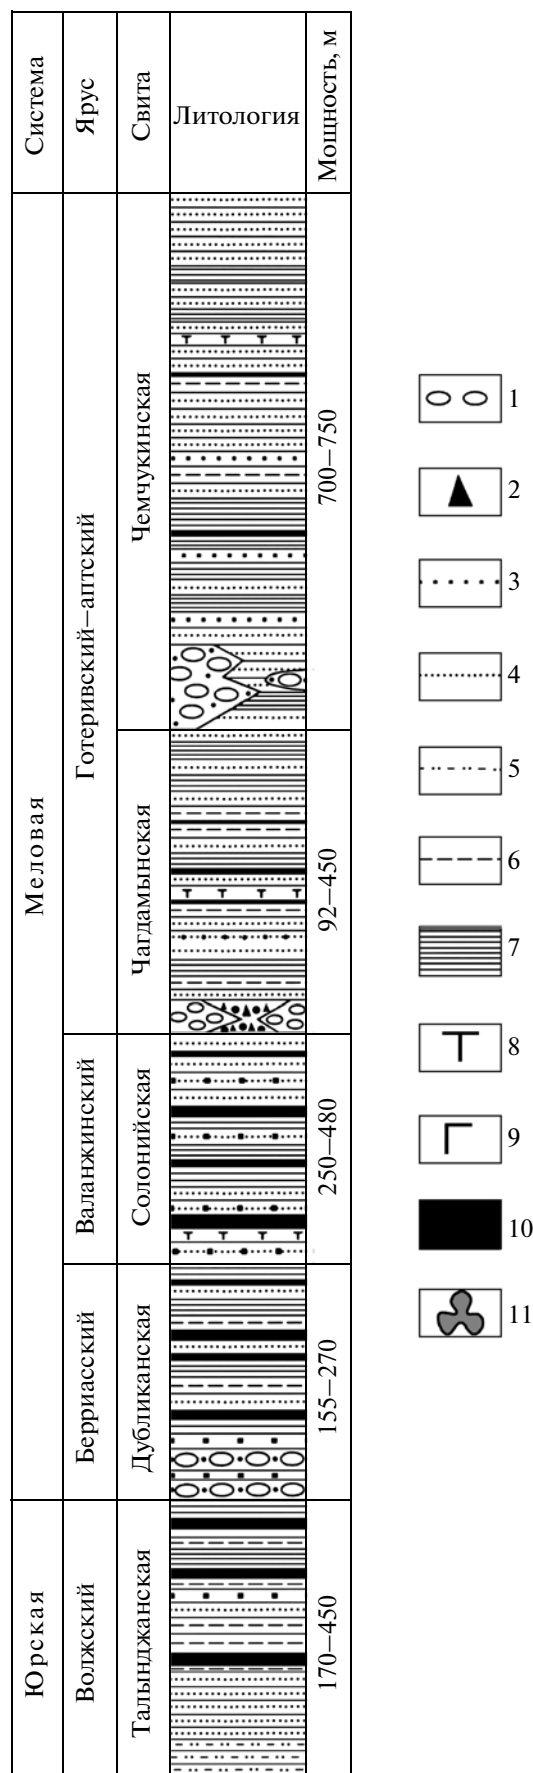 Система
Ярус
Свита
Литология
Мощность, м
Меловая
Готеривский–аптский
Чемчукинская
700–750
Чагдамынская
92–450
Валанжинский
Солонийская
250–480
Берриасский
Дубликанская
155–270
Юрская
Волжский
Талынджанская
170–450
1
2
3
4
5
6
7
8
9
10
11